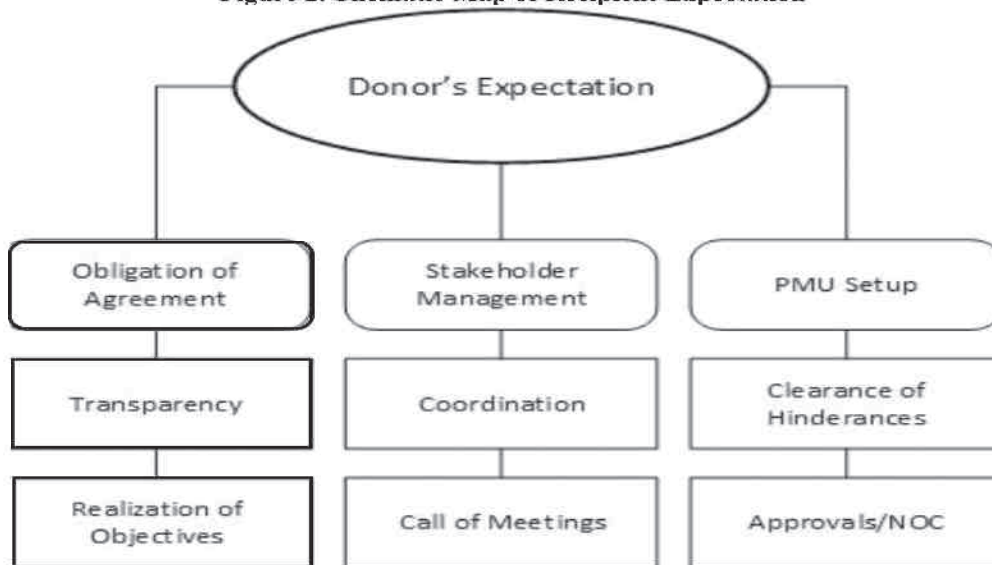 Donor's Expectation
Obligation of
Agreement
Stakeholder
Management
PMU Setup
Transparency
Coordination
Clearance of
Hinderances
Realization of
Objectives
Call of Meetings
Approvals/NOC